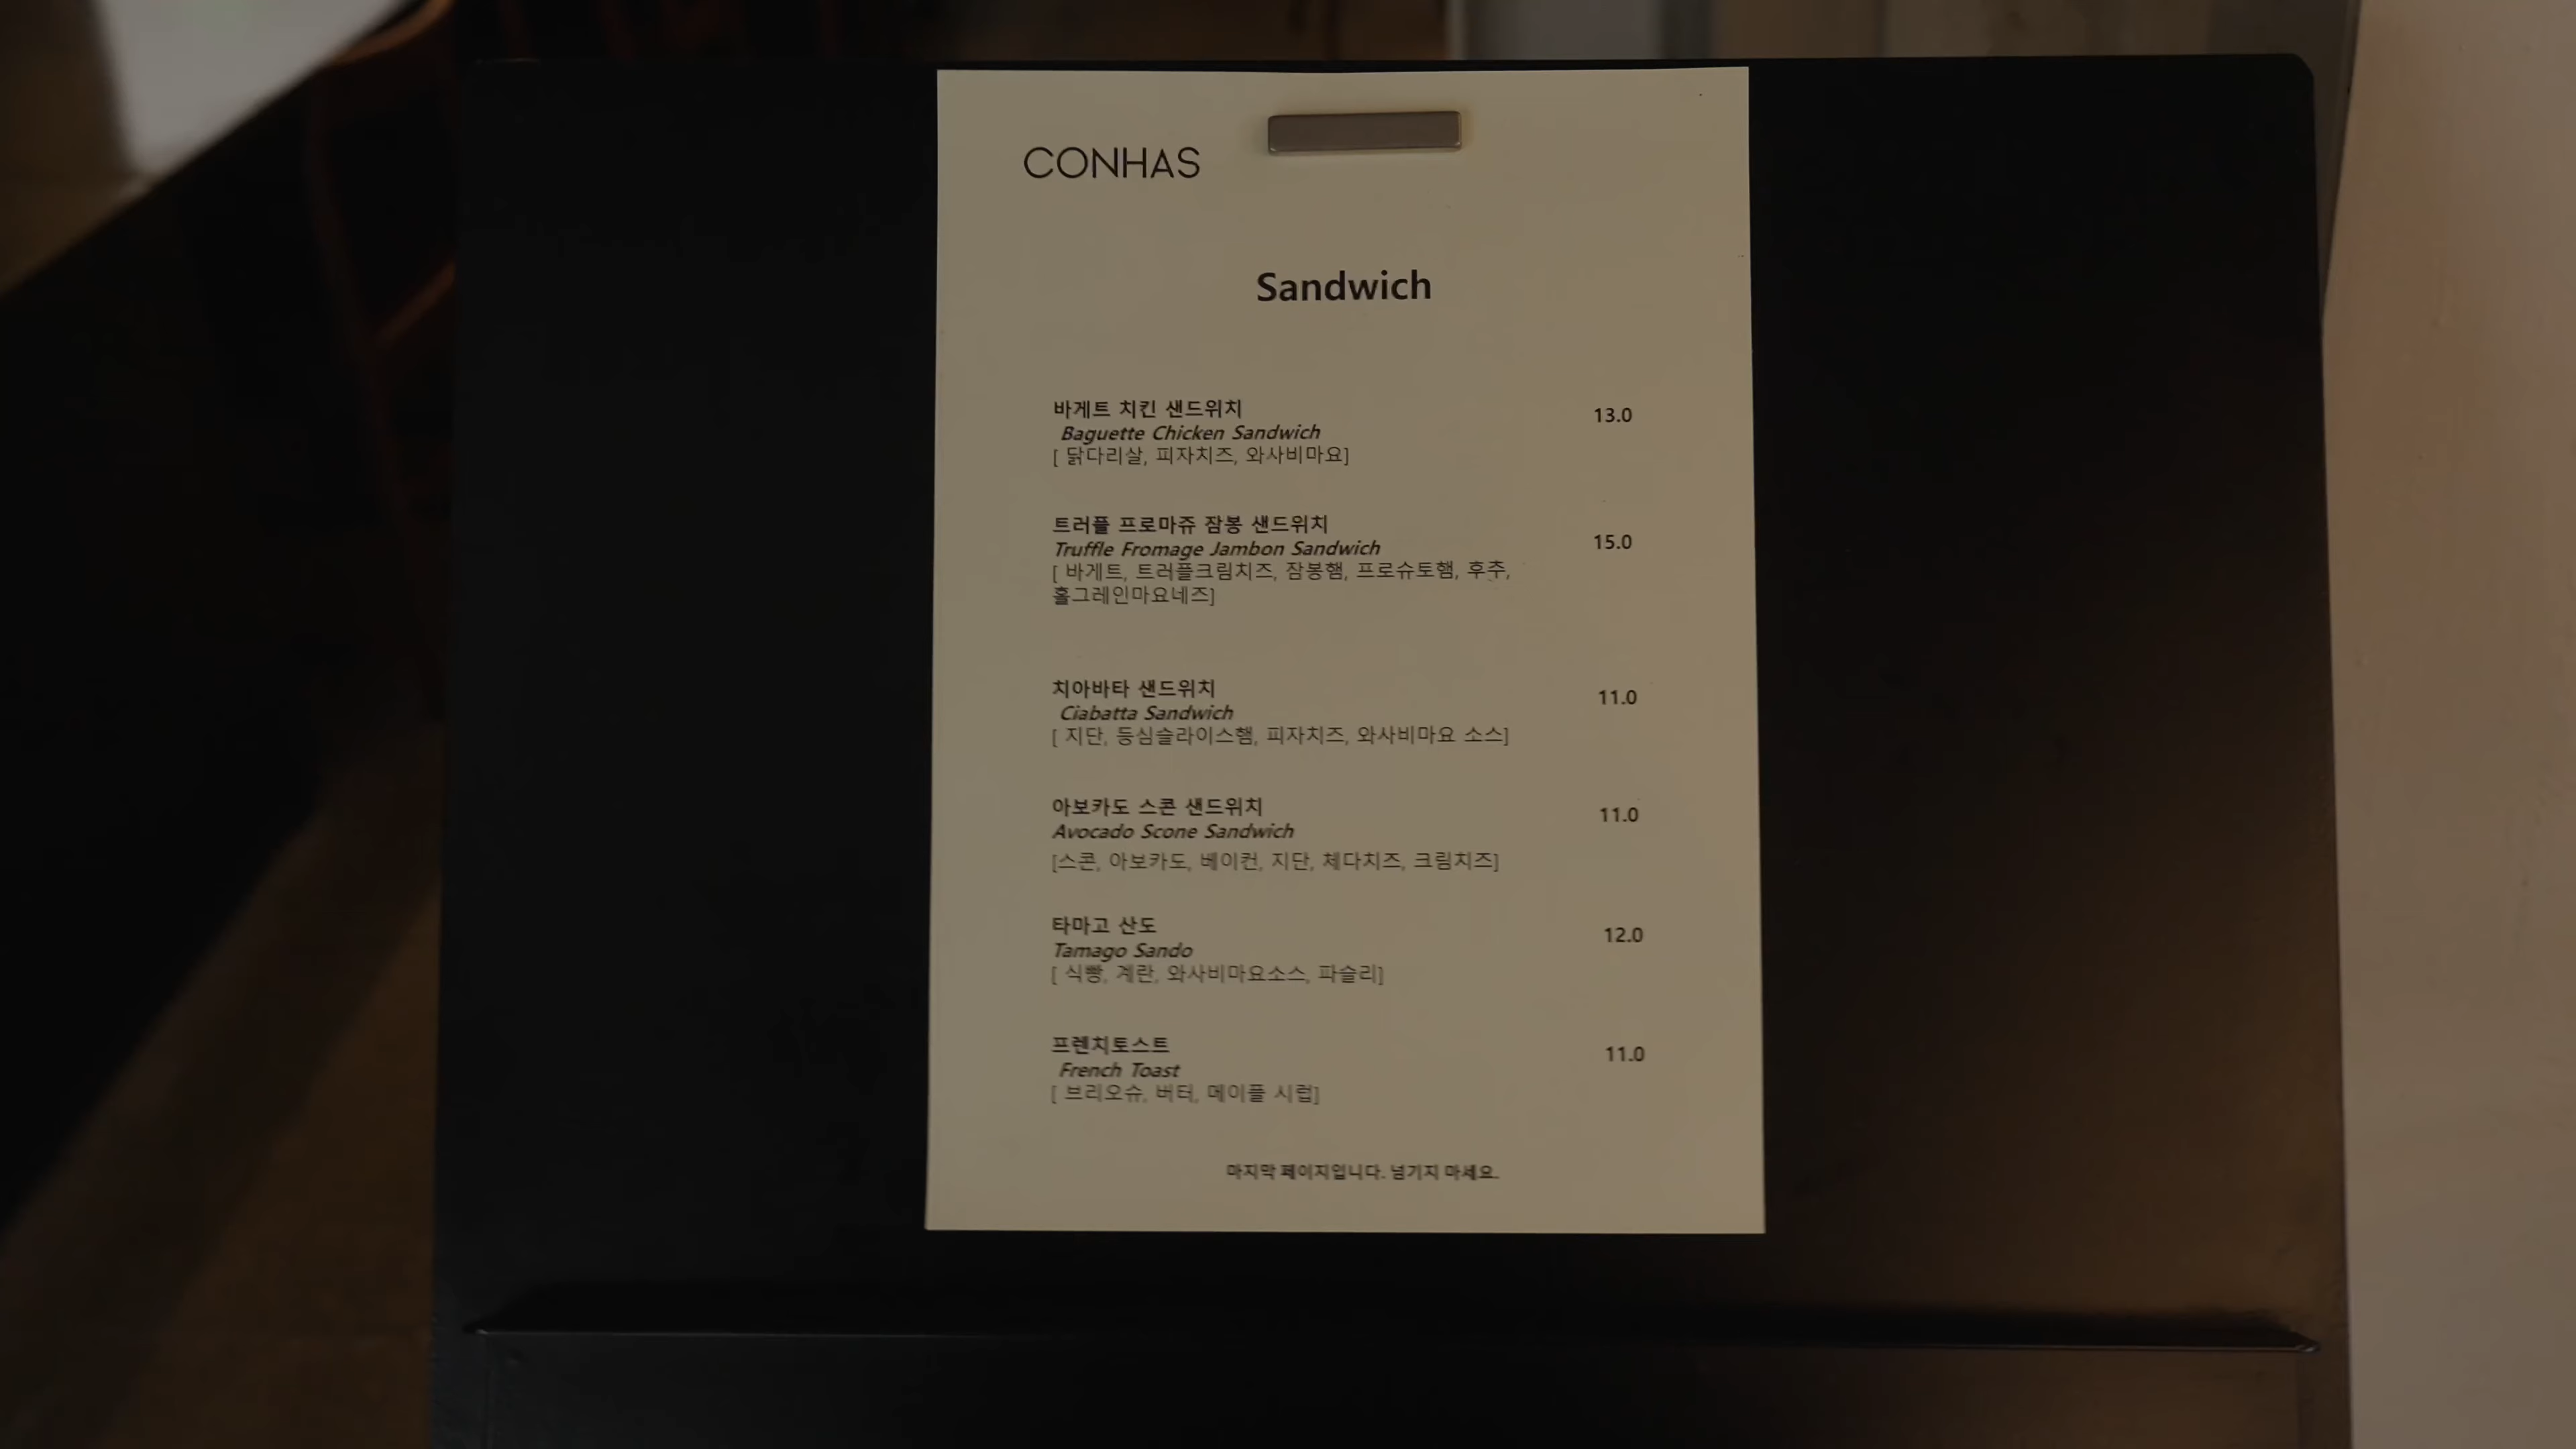 CONHAS
Sandwich
바게트 치킨 샌드위치
13.0
Baguette Chicken Sandwich
[ 닭다리살, 피자치즈, 와사비마요]
트러플 프로마쥬 잠봉 샌드위치
15.0
Truffle Fromage Jambon Sandwich
[ 바게트, 트러플크림치즈, 잠봉햄, 프로슈토햄, 후추,
홀그레인마요네즈]
치아바타 샌드위치
11.0
Ciabatta Sandwich
[ 지단, 등심슬라이스햄, 피자치즈, 와사비마요 소스]
아보카도 스콘 샌드위치
11.0
Avocado Scone Sandwich
[스콘, 아보카도, 베이컨, 지단, 체다치즈, 크림치즈]
타마고 산도
12.0
Tamago Sando
[ 식빵, 계란, 와사비마요소스, 파슬리]
프렌치토스트
11.0
French Toast
[ 브리오슈, 버터, 메이플 시럽]
마지막 페이지입니다. 넘기지 마세요.